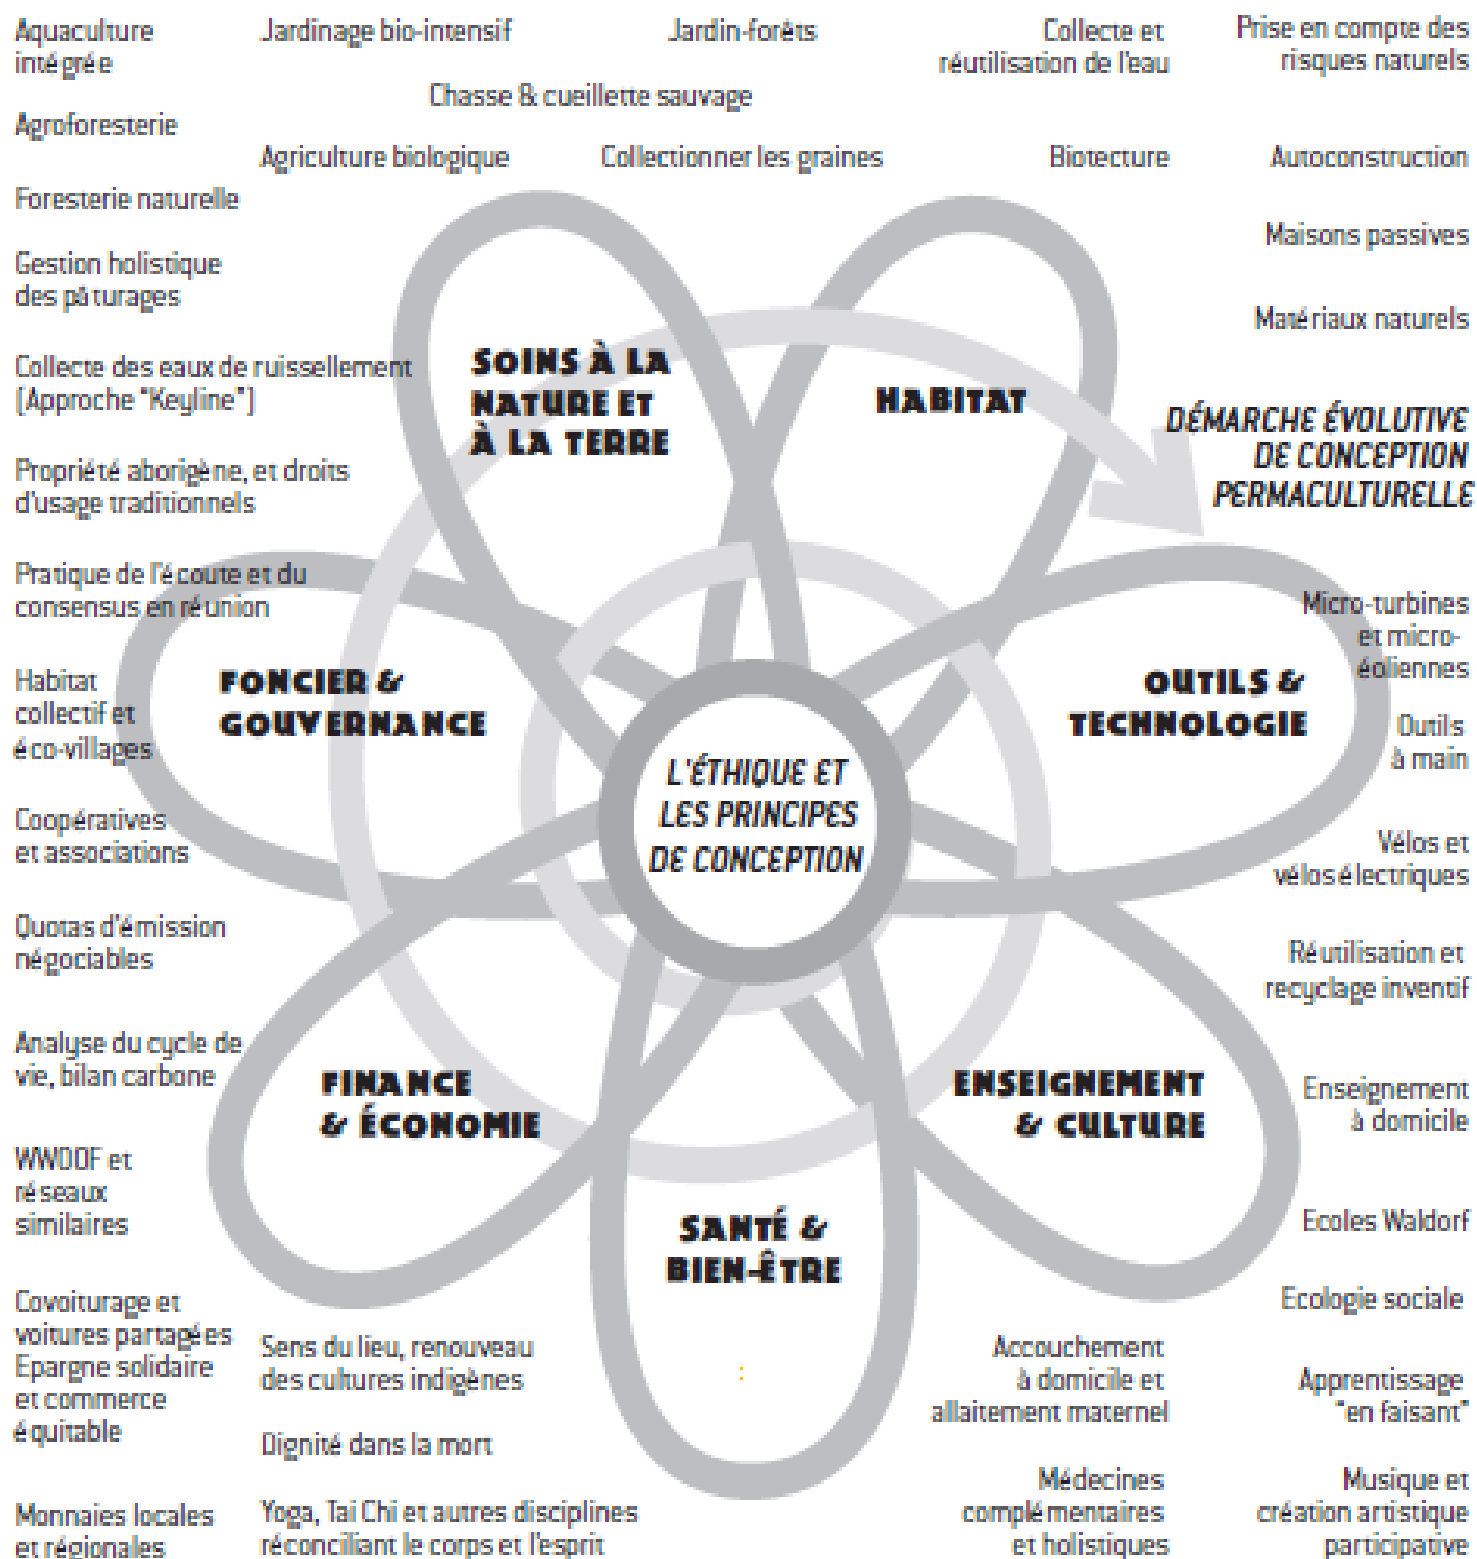 Aquaculture
intégrée
Jardinage bio-intensif
Jardin-forêts
Collecte et
réutilisation de l'eau
Prise en compte des
risques naturels
Chasse & cueillette sauvage
Agroforesterie
Agriculture biologique
Collectionner les graines
Biotecture
Autoconstruction
Foresterie naturelle
Maisons passives
Gestion holistique
des pâturages
Matériaux naturels
Collecte des eaux de ruissellement
(Approche "Keyline")
SOINS À LA
NATURE ET
À LA TERRE
HABITAT
DÉMARCHE ÉVOLUTIVE
DE CONCEPTION
PERMACULTURELLE
Propriété aborigène, et droits
d'usage traditionnels
Pratique de l'écoute et du
consensus en réunion
Micro-turbines
et micro-
éoliennes
Habitat
collectif et
éco-villages
FONCIER &
GOUVERNANCE
OUTILS &
TECHNOLOGIE
Outils
à main
L'ÉTHIQUE ET
LES PRINCIPES
DE CONCEPTION
Coopératives
et associations
Vélos et
vélos électriques
Quotas d'émission
négociables
Réutilisation et
recyclage inventif
Analyse du cycle de
vie, bilan carbone
FINANCE
& ÉCONOMIE
ENSEIGNEMENT
& CULTURE
Enseignement
à domicile
WWOOF et
réseaux
similaires
SANTÉ &
BIEN-ÊTRE
Ecoles Waldorf
Ecologie sociale
Covoiturage et
voitures partagées
Epargne solidaire
et commerce
équitable
Sens du lieu, renouveau
des cultures indigènes
Accouchement
à domicile et
allaitement maternel
Apprentissage
"en faisant"
Dignité dans la mort
Monnaies locales
et régionales
Yoga, Tai Chi et autres disciplines
réconciliant le corps et l'esprit
Médecines
complémentaires
et holistiques
Musique et
création artistique
participative